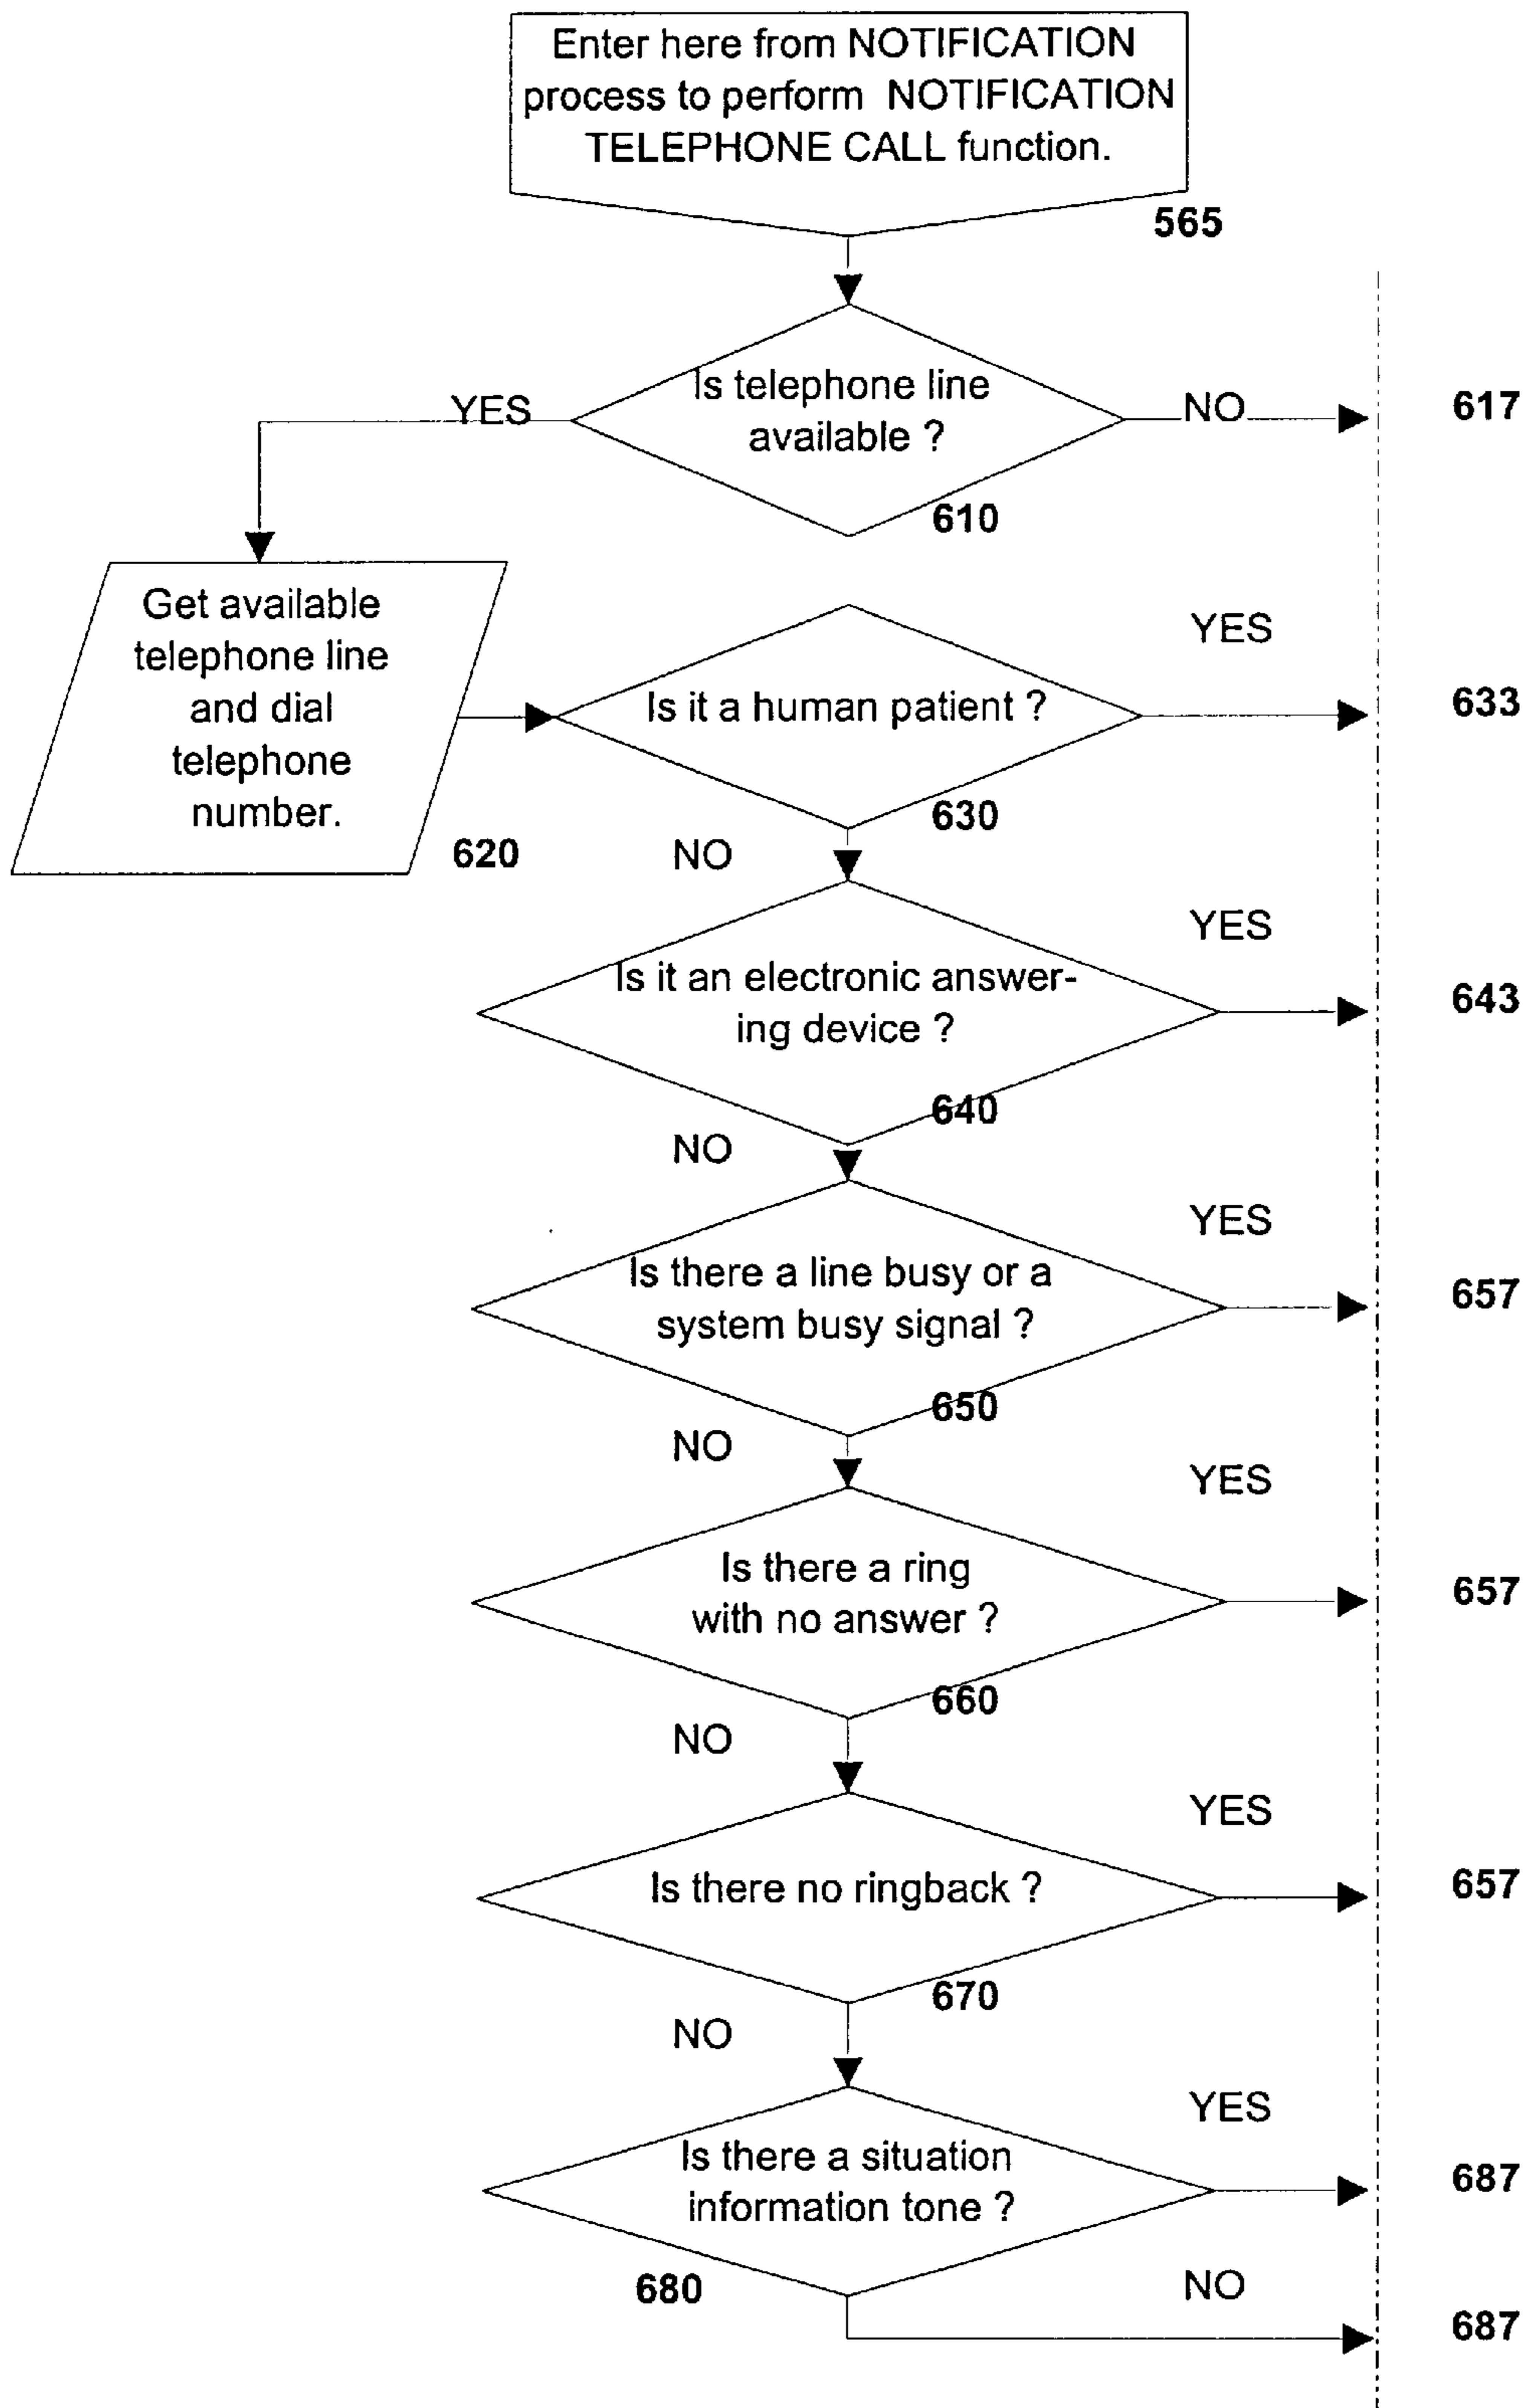 Enter here from NOTIFICATION
process to perform NOTIFICATION
TELEPHONE CALL function.
565
Is telephone line
available ?
YES
NO
617
610
Get available
telephone line
and dial
telephone
number.
620
Is it a human patient ?
YES
633
630
NO
Is it an electronic answer-
ing device ?
YES
643
640
NO
Is there a line busy or a
system busy signal ?
YES
657
650
NO
Is there a ring
with no answer ?
YES
657
660
NO
Is there no ringback ?
YES
657
670
NO
Is there a situation
information tone ?
YES
687
680
NO
687